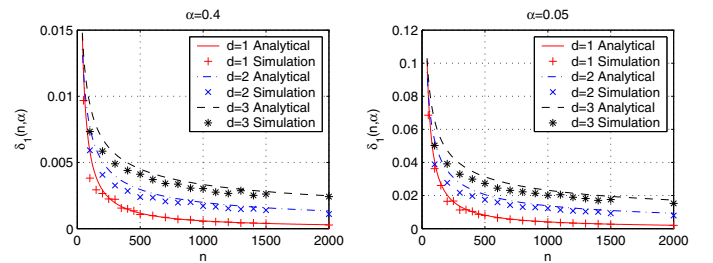 α=0.4
0.015
0.01
0.005
0
δ1(n,α)
0
500
1000
1500
2000
n
d=1 Analytical
d=1 Simulation
d=2 Analytical
d=2 Simulation
d=3 Analytical
d=3 Simulation
α=0.05
0.12
0.1
0.08
0.06
0.04
0.02
0
δ1(n,α)
0
500
1000
1500
2000
n
d=1 Analytical
d=1 Simulation
d=2 Analytical
d=2 Simulation
d=3 Analytical
d=3 Simulation